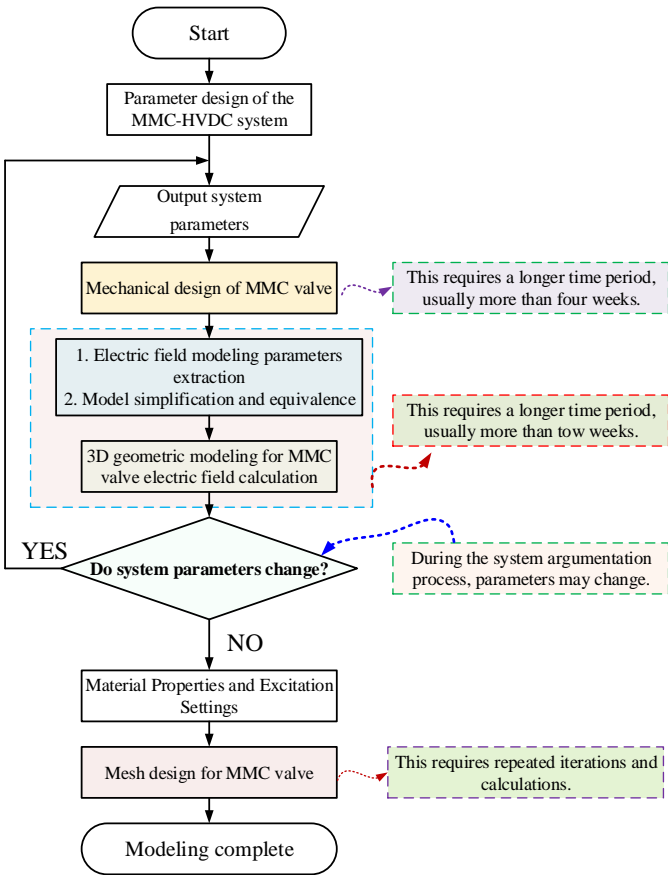 Start
Parameter design of the
MMC-HVDC system
Output system
parameters
Mechanical design of MMC valve
This requires a longer time period,
usually more than four weeks.
1. Electric field modeling parameters
extraction
2. Model simplification and equivalence
This requires a longer time period,
usually more than tow weeks.
3D geometric modeling for MMC
valve electric field calculation
YES
Do system parameters change?
During the system argumentation
process, parameters may change.
NO
Material Properties and Excitation
Settings
Mesh design for MMC valve
This requires repeated iterations and
calculations.
Modeling complete